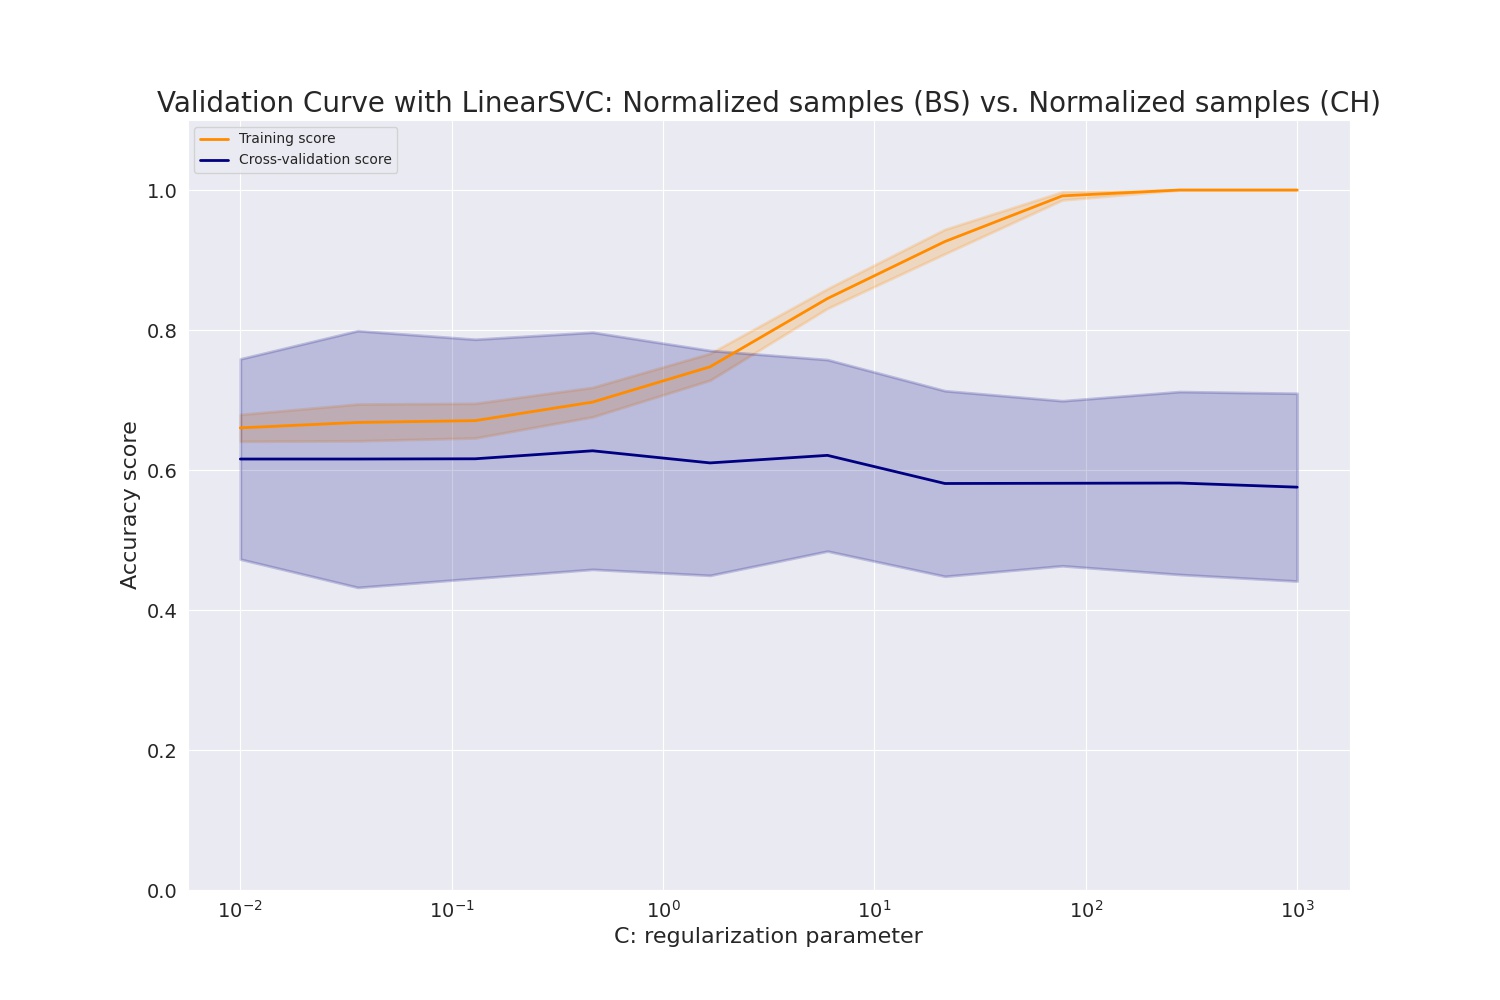 Validation Curve with LinearSVC: Normalized samples (BS) vs. Normalized samples (CH)
Training score
Cross-validation score
1.0
0.8
0.6
0.4
0.2
0.0
Accuracy score
10⁻² 10⁻¹ 10⁰ 10¹ 10² 10³
C: regularization parameter